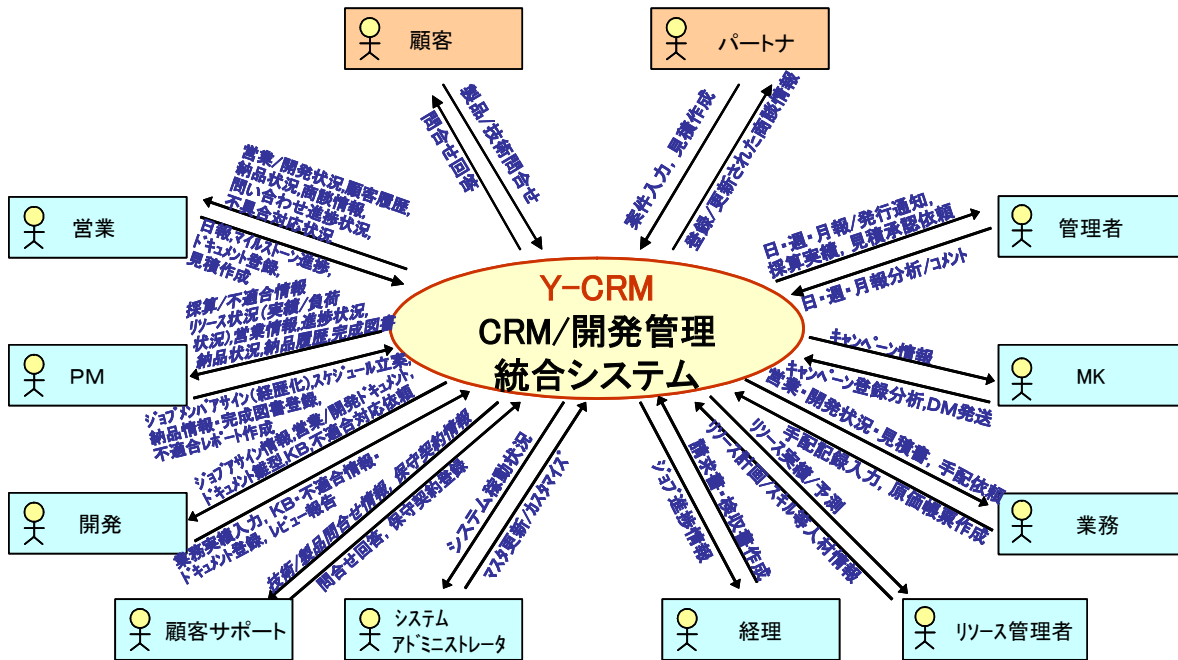 顧客
パートナ
製品/技術問合せ
問合せ回答
案件入力, 見積作成
登録/更新された商談情報
営業/開発状況,顧客履歴,
納品状況,商談情報,
問い合わせ進捗状況,
不具合対応状況
営業
日報マイルストーン進捗,
ドキュメント登録,
見積作成
日・週・月報/発行通知,
採算実績, 見積承認依頼
管理者
日・週・月報分析/コメント
Y-CRM
CRM/開発管理
統合システム
採算/不適合情報
リソース状況(実績/負荷
状況),営業情報,進捗状況,
納品状況,納品履歴,完成図書
PM
ジョブメンバアサイン(経歴化),スケジュール立案,
納品情報・完成図書登録,
不適合レポート作成
キャンペーン情報
MK
キャンペーン登録分析,DM発送
営業・開発状況・見積書, 手配依頼
手配記録入力, 原価帳票作成
業務
ジョブアサイン情報,営業/開発ドキュメント,
ドキュメント雛型KB,不適合対応依頼
開発
業務実績入力, KB・不適合情報・
ドキュメント登録, レビュー報告
技術/製品問合せ情報, 保守契約情報
問合せ回答, 保守契約登録
システム稼動状況
マスタ更新/カスタマイズ
請求書・検収書作成
ジョブ進捗情報
リソース実績/予測
リソース計画/スキル等人材情報
顧客サポート
システム
アドミニストレータ
経理
リソース管理者